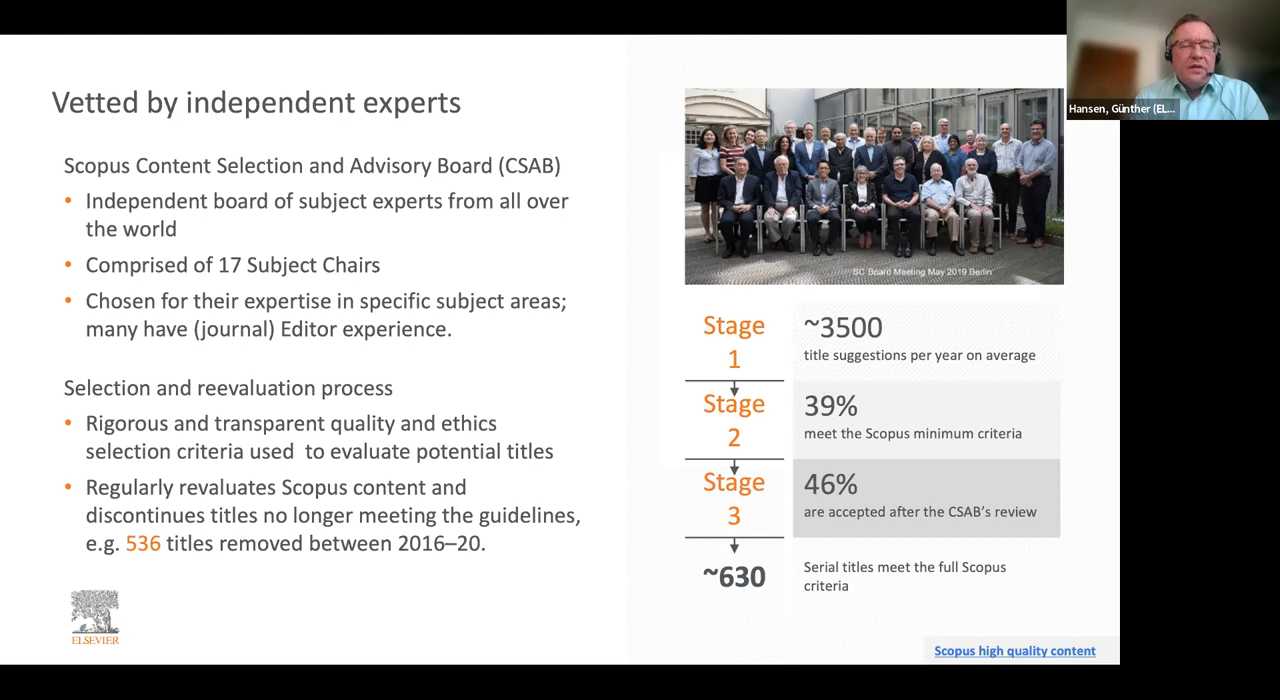 Vetted by independent experts
Scopus Content Selection and Advisory Board (CSAB)
• Independent board of subject experts from all over
the world
• Comprised of 17 Subject Chairs
• Chosen for their expertise in specific subject areas;
many have (journal) Editor experience.
Selection and reevaluation process
• Rigorous and transparent quality and ethics
selection criteria used  to evaluate potential titles
• Regularly revaluates Scopus content and
discontinues titles no longer meeting the guidelines,
e.g. 536 titles removed between 2016–20.
ELSEVIER
SC Board Meeting May 2019 Berlin
Stage
1
~3500
title suggestions per year on average
Stage
2
39%
meet the Scopus minimum criteria
Stage
3
46%
are accepted after the CSAB's review
~630
Serial titles meet the full Scopus
criteria
Scopus high quality content
Hansen, Günther (EL...